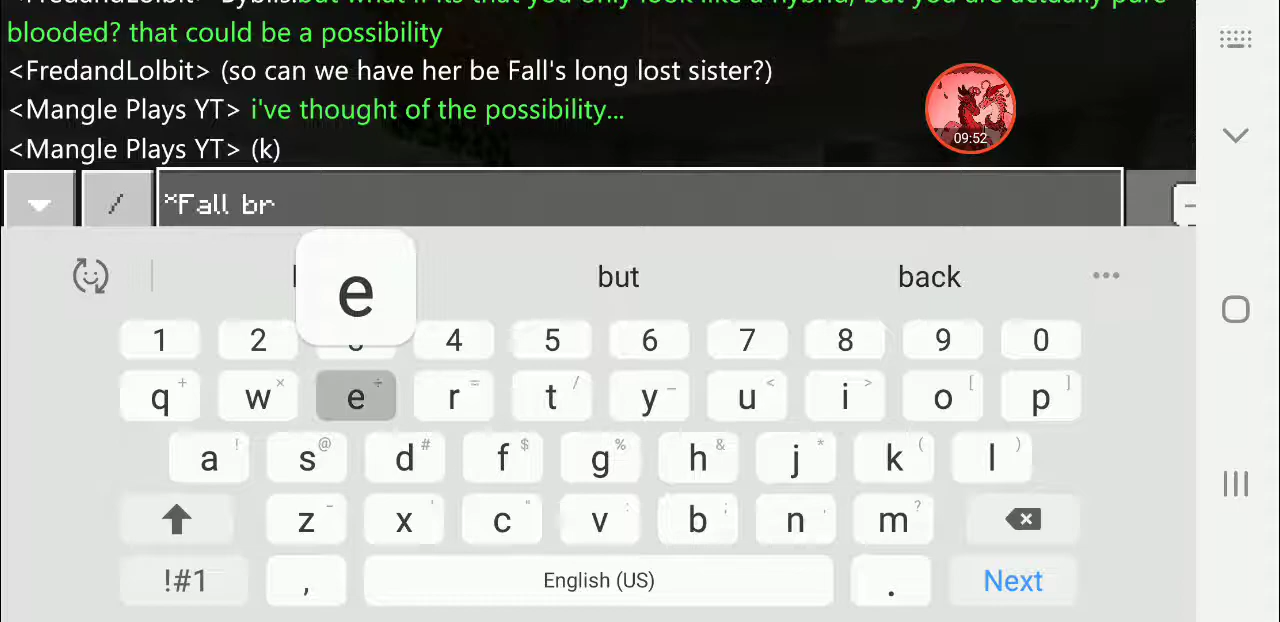 blooded? that could be a possibility
<FredandLolbit> (so can we have her be Fall's long lost sister?)
<Mangle Plays YT> i've thought of the possibility...
09:52
<Mangle Plays YT> (k)
/ *Fall br
e but back •••
1 2 4 5 6 7 8 9 0
q + w × e ÷ r = t / y _ u < i > o [ p ]
a ! s @ d # f $ g % h & j * k ( l )
z - x ' c " v : b ; n , m ?
!#1 , English (US) . Next